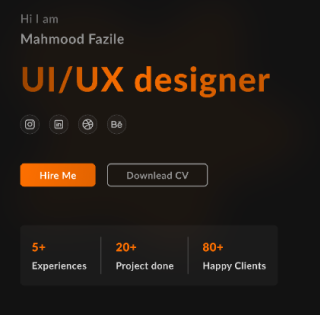 Hi I am
Mahmood Fazile
UI/UX designer
Bē
Hire Me
Downlead CV
5+ 20+ 80+
Experiences Project done Happy Clients